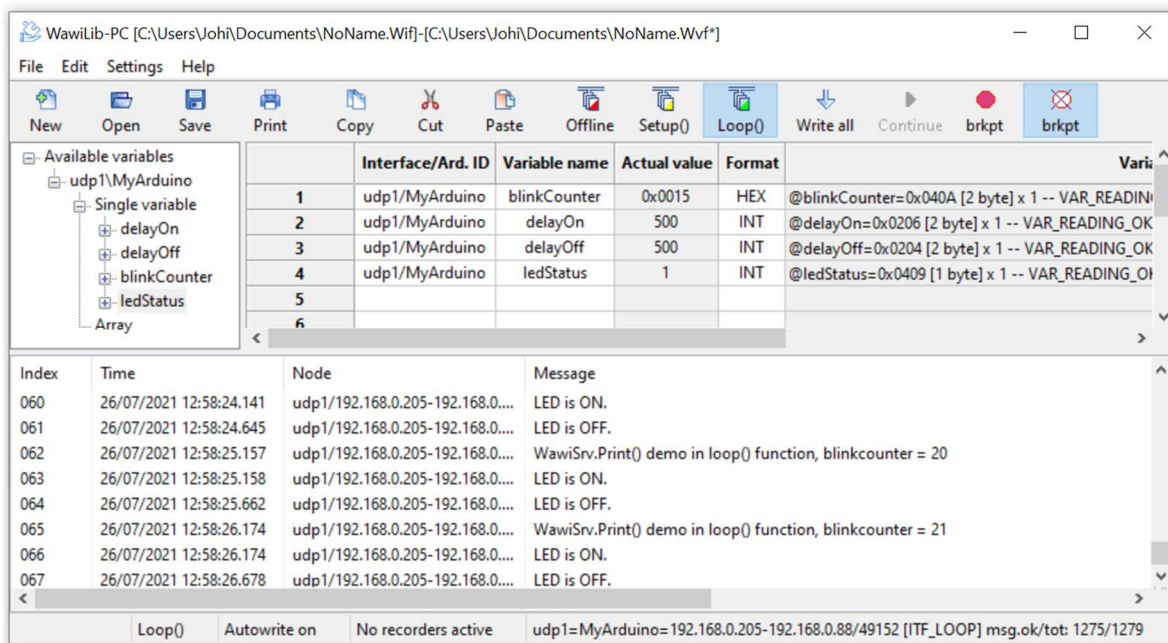 WawiLib-PC [C:\Users\Johi\Documents\NoName.Wif]-[C:\Users\Johi\Documents\NoName.Wvf*]
File Edit Settings Help
New Open Save Print Copy Cut Paste Offline Setup() Loop() Write all Continue brkpt brkpt
Available variables
udp1\MyArduino
Single variable
delayOn
delayOff
blinkCounter
ledStatus
Array
Interface/Ard. ID Variable name Actual value Format Varia
1 udp1/MyArduino blinkCounter 0x0015 HEX @blinkCounter=0x040A [2 byte] x 1 -- VAR_READIN
2 udp1/MyArduino delayOn 500 INT @delayOn=0x0206 [2 byte] x 1 -- VAR_READING_OK
3 udp1/MyArduino delayOff 500 INT @delayOff=0x0204 [2 byte] x 1 -- VAR_READING_OK
4 udp1/MyArduino ledStatus 1 INT @ledStatus=0x0409 [1 byte] x 1 -- VAR_READING_OK
5
6
Index Time Node Message
060 26/07/2021 12:58:24.141 udp1/192.168.0.205-192.168.0.... LED is ON.
061 26/07/2021 12:58:24.645 udp1/192.168.0.205-192.168.0.... LED is OFF.
062 26/07/2021 12:58:25.157 udp1/192.168.0.205-192.168.0.... WawiSrv.Print() demo in loop() function, blinkcounter = 20
063 26/07/2021 12:58:25.158 udp1/192.168.0.205-192.168.0.... LED is ON.
064 26/07/2021 12:58:25.662 udp1/192.168.0.205-192.168.0.... LED is OFF.
065 26/07/2021 12:58:26.174 udp1/192.168.0.205-192.168.0.... WawiSrv.Print() demo in loop() function, blinkcounter = 21
066 26/07/2021 12:58:26.174 udp1/192.168.0.205-192.168.0.... LED is ON.
067 26/07/2021 12:58:26.678 udp1/192.168.0.205-192.168.0.... LED is OFF.
Loop() Autowrite on No recorders active udp1=MyArduino=192.168.0.205-192.168.0.88/49152 [ITF_LOOP] msg.ok/tot: 1275/1279